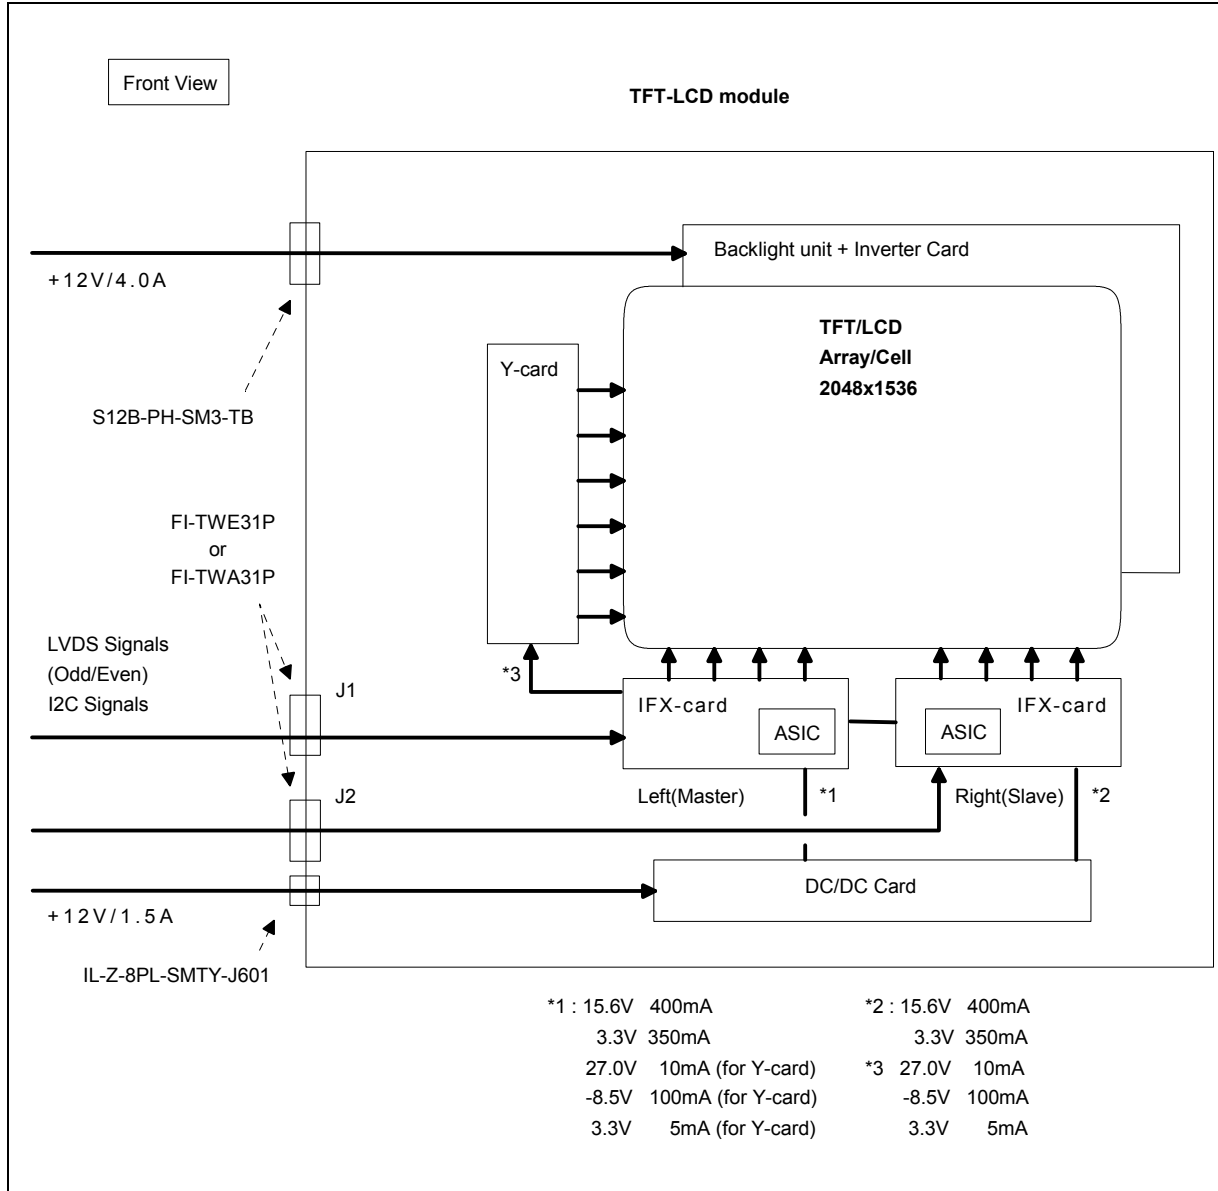 Front View
TFT-LCD module
Backlight unit + Inverter Card
+12V/4.0A
TFT/LCD
Array/Cell
2048x1536
Y-card
S12B-PH-SM3-TB
FI-TWE31P
or
FI-TWA31P
LVDS Signals
(Odd/Even)
I2C Signals
J1
*3
IFX-card
ASIC
IFX-card
ASIC
J2
Left(Master)
*1
Right(Slave)
*2
DC/DC Card
+12V/1.5A
IL-Z-8PL-SMTY-J601
*1 : 15.6V 400mA
3.3V 350mA
27.0V 10mA (for Y-card)
-8.5V 100mA (for Y-card)
3.3V 5mA (for Y-card)
*2 : 15.6V 400mA
3.3V 350mA
*3 27.0V 10mA
-8.5V 100mA
3.3V 5mA